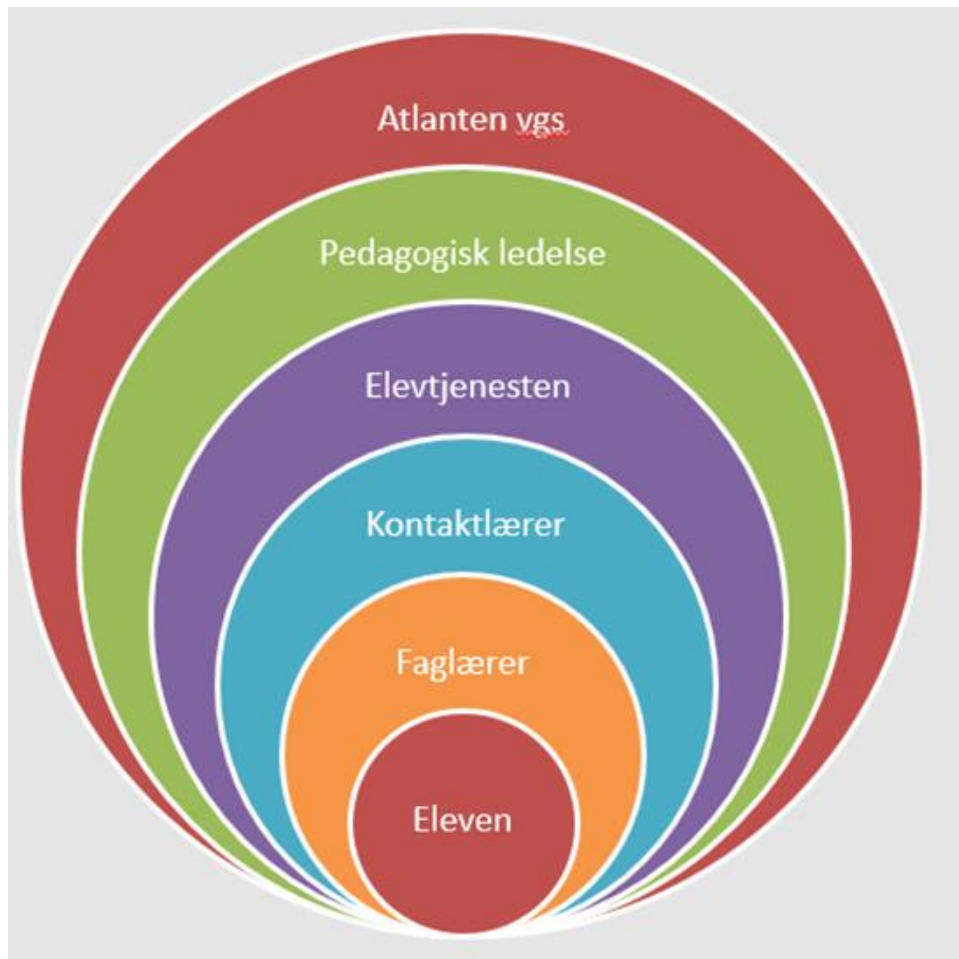 Atlanten vgs
Pedagogisk ledelse
Elevtjenesten
Kontaktlærer
Faglærer
Eleven